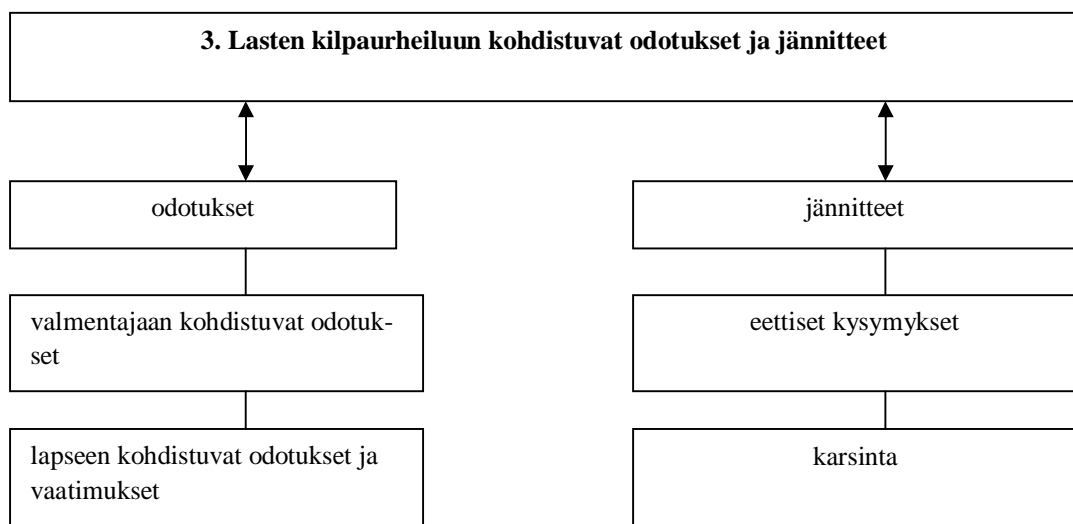 3. Lasten kilpaurheiluun kohdistuvat odotukset ja jännitteet
odotukset
jännitteet
valmentajaan kohdistuvat odotuk-
set
eettiset kysymykset
lapseen kohdistuvat odotukset ja
vaatimukset
karsinta